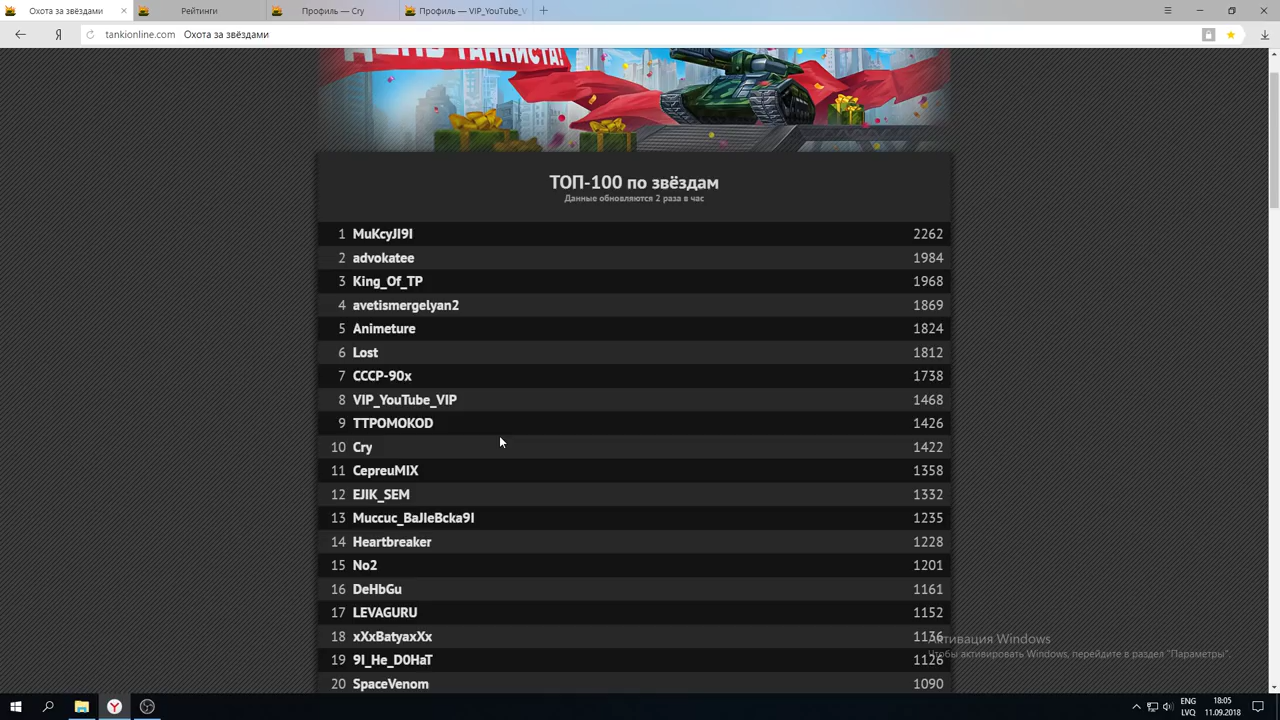 Охота за звёздами
Рейтинги
Профиль — Cry
Профиль — VIP_YouTube_V
tankionline.com Охота за звёздами
ДЕНЬ ТАНКИСТА!
ТОП-100 по звёздам
Данные обновляются 2 раза в час
1 MuKcyJI9I 2262
2 advokatee 1984
3 King_Of_TP 1968
4 avetismergelyan2 1869
5 Animeture 1824
6 Lost 1812
7 CCCP-90x 1738
8 VIP_YouTube_VIP 1468
9 TTPOMOKOD 1426
10 Cry 1422
11 CepreuMIX 1358
12 EJIK_SEM 1332
13 Muccuc_BaJIeBcka9I 1235
14 Heartbreaker 1228
15 No2 1201
16 DeHbGu 1161
17 LEVAGURU 1152
18 xXxBatyaxXx 1136
19 9I_He_D0HaT 1126
20 SpaceVenom 1090
Активация Windows
Чтобы активировать Windows, перейдите в раздел "Параметры".
ENG
LVQ
18:05
11.09.2018